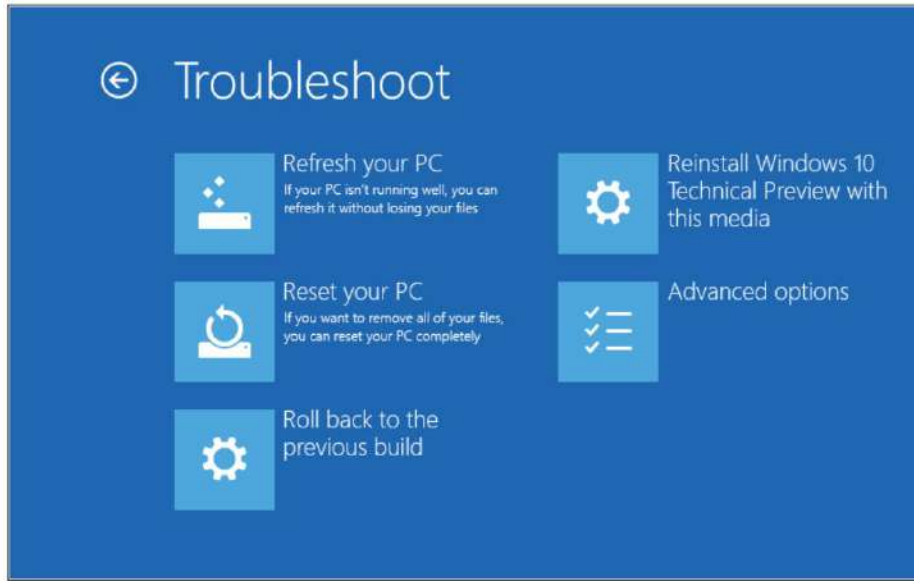 Troubleshoot
Refresh your PC
If your PC isn't running well, you can
refresh it without losing your files
Reset your PC
If you want to remove all of your files,
you can reset your PC completely
Roll back to the
previous build
Reinstall Windows 10
Technical Preview with
this media
Advanced options